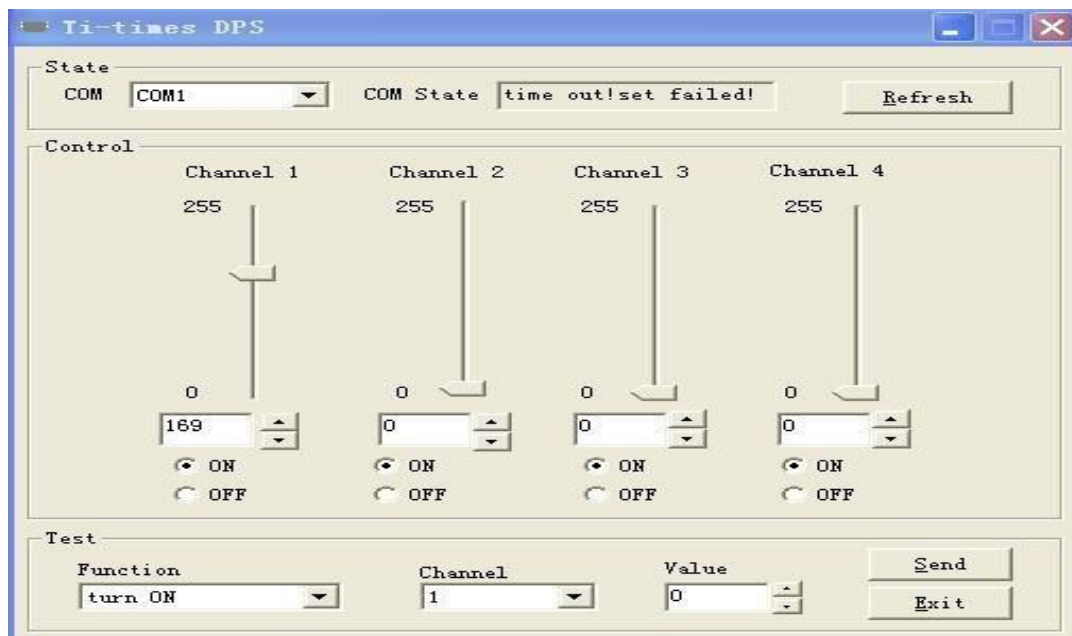 Ti-times DPS
State
COM COM1 COM State time out!set failed! Refresh
Control
Channel 1 Channel 2 Channel 3 Channel 4
255 255 255 255
0 0 0 0
169 0 0 0
ON ON ON ON
OFF OFF OFF OFF
Test
Function Channel Value Send
turn ON 1 0 Exit